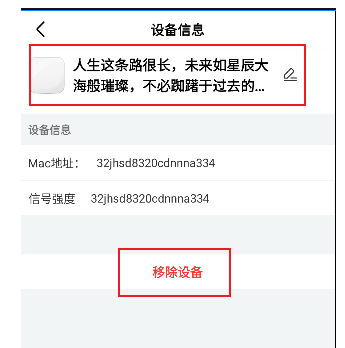 设备信息
人生这条路很长，未来如星辰大
海般璀璨，不必踟躇于过去的...
设备信息
Mac地址： 32jhsd8320cdnnna334
信号强度 32jhsd8320cdnnna334
移除设备